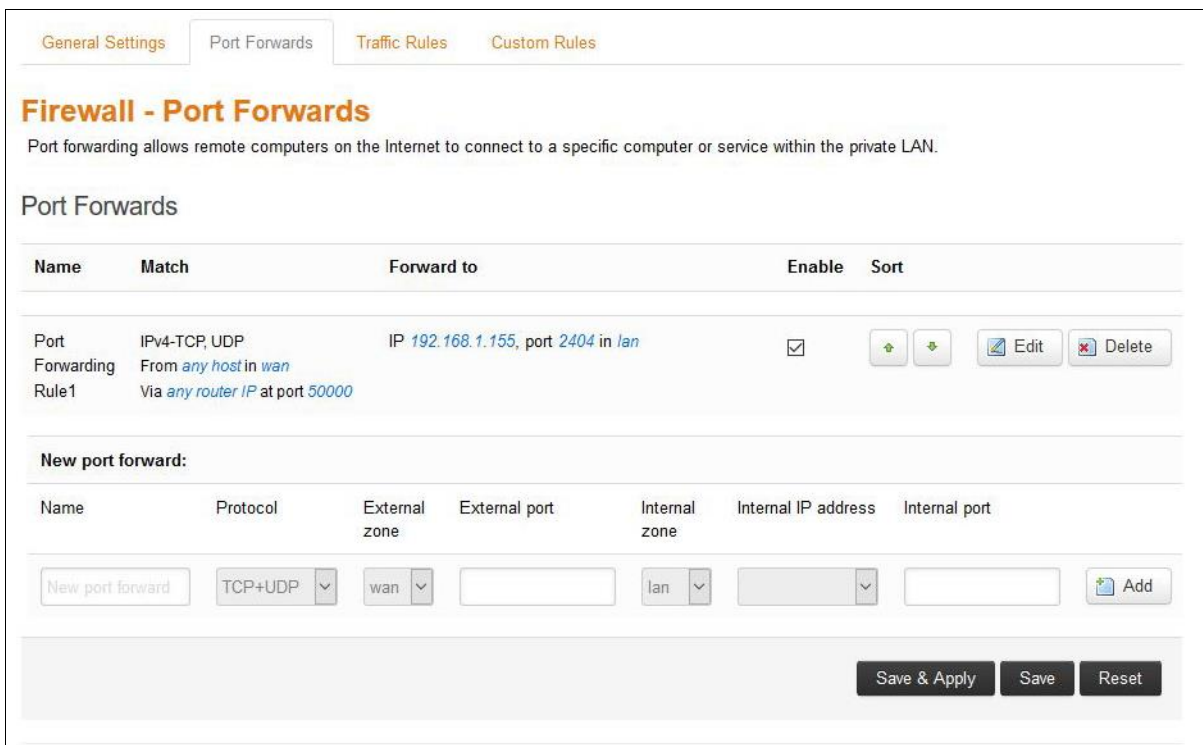 General Settings Port Forwards Traffic Rules Custom Rules
Firewall - Port Forwards
Port forwarding allows remote computers on the Internet to connect to a specific computer or service within the private LAN.
Port Forwards
Name Match Forward to Enable Sort
Port Forwarding Rule1
IPv4-TCP, UDP
From any host in wan
Via any router IP at port 50000
IP 192.168.1.155, port 2404 in lan
Edit Delete
New port forward:
Name Protocol External zone External port Internal zone Internal IP address Internal port
New port forward TCP+UDP wan lan Add
Save & Apply Save Reset